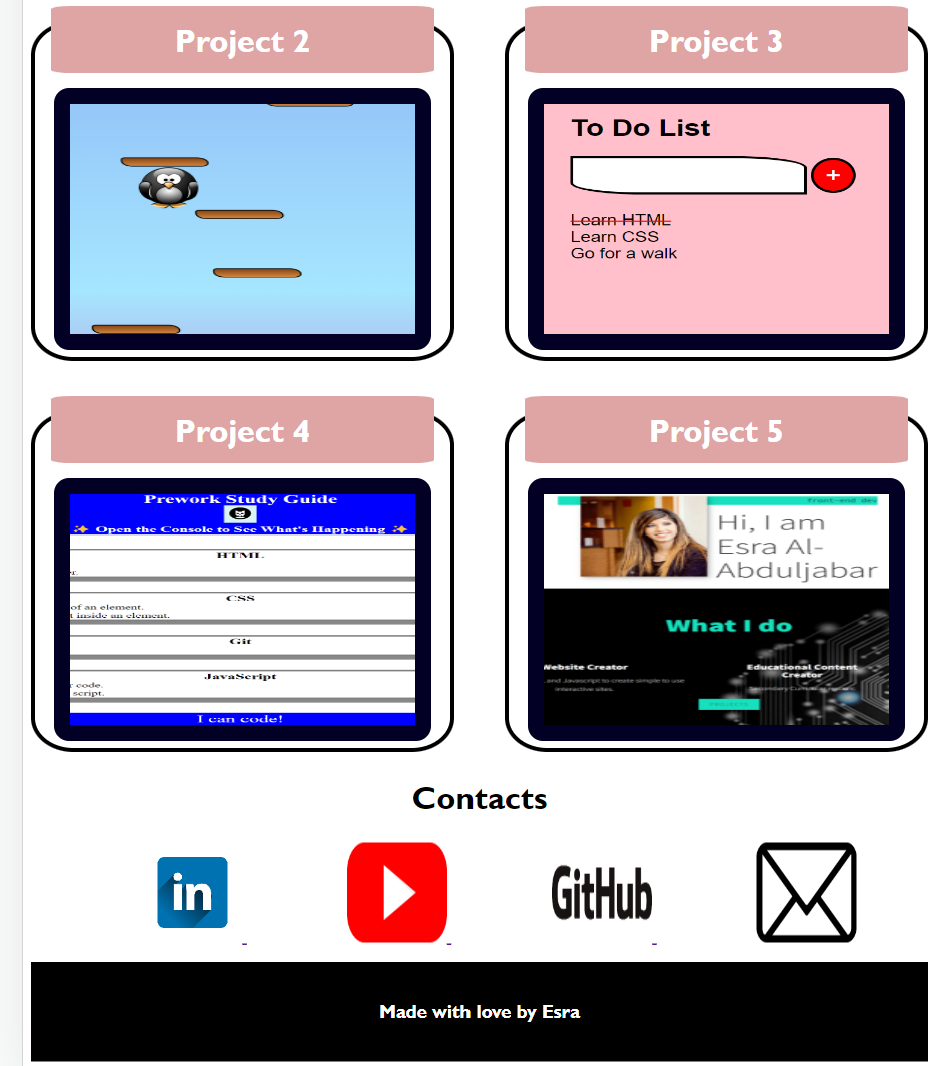 Project 2
Project 3
To Do List
+
Learn HTML
Learn CSS
Go for a walk
Project 4
Project 5
Prework Study Guide
✨ Open the Console to See What's Happening ✨
HTML
r.
CSS
of an element.
t inside an element.
Git
JavaScript
r code.
script.
I can code!
front-end dev
Hi, I am
Esra Al-
Abduljabar
What I do
Website Creator
Educational Content
Creator
and Javascript to create simple to use
interactive sites.
PROJECTS
Contacts
in
GitHub
Made with love by Esra